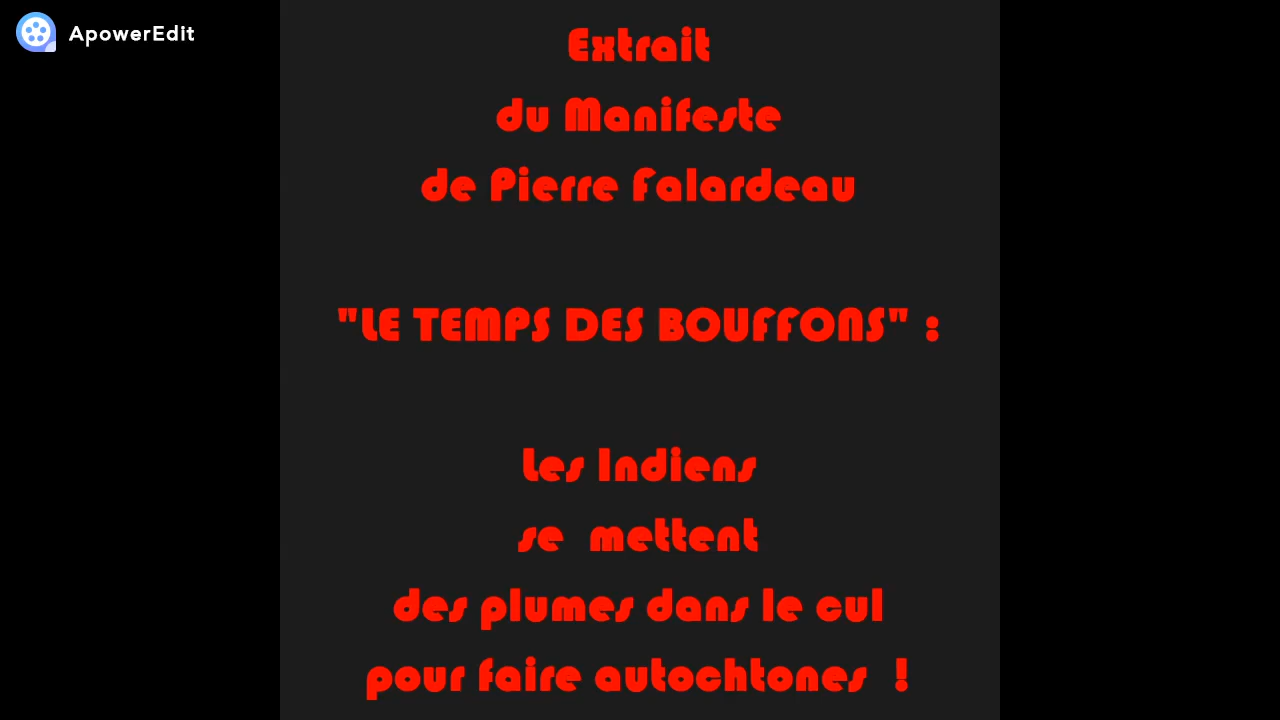 ApowerEdit
Extrait
du Manifeste
de Pierre Falardeau
"LE TEMPS DES BOUFFONS" :
Les Indiens
se mettent
des plumes dans le cul
pour faire autochtones !